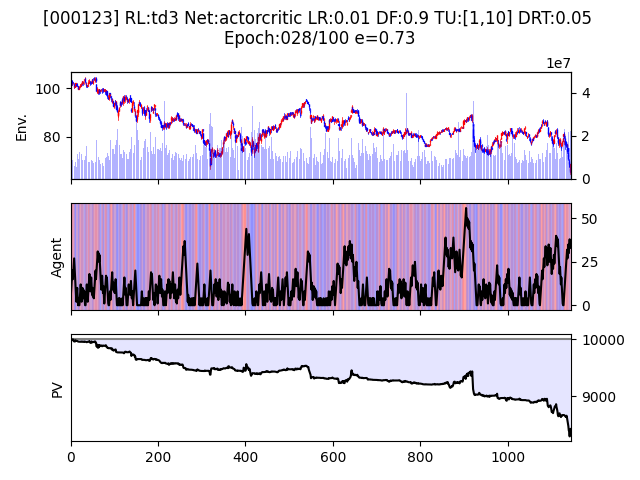 [000123] RL:td3 Net:actorcritic LR:0.01 DF:0.9 TU:[1,10] DRT:0.05
Epoch:028/100 e=0.73
1e7
Env.
100
80
4
2
0
Agent
50
25
0
PV
10000
9000
0
200
400
600
800
1000